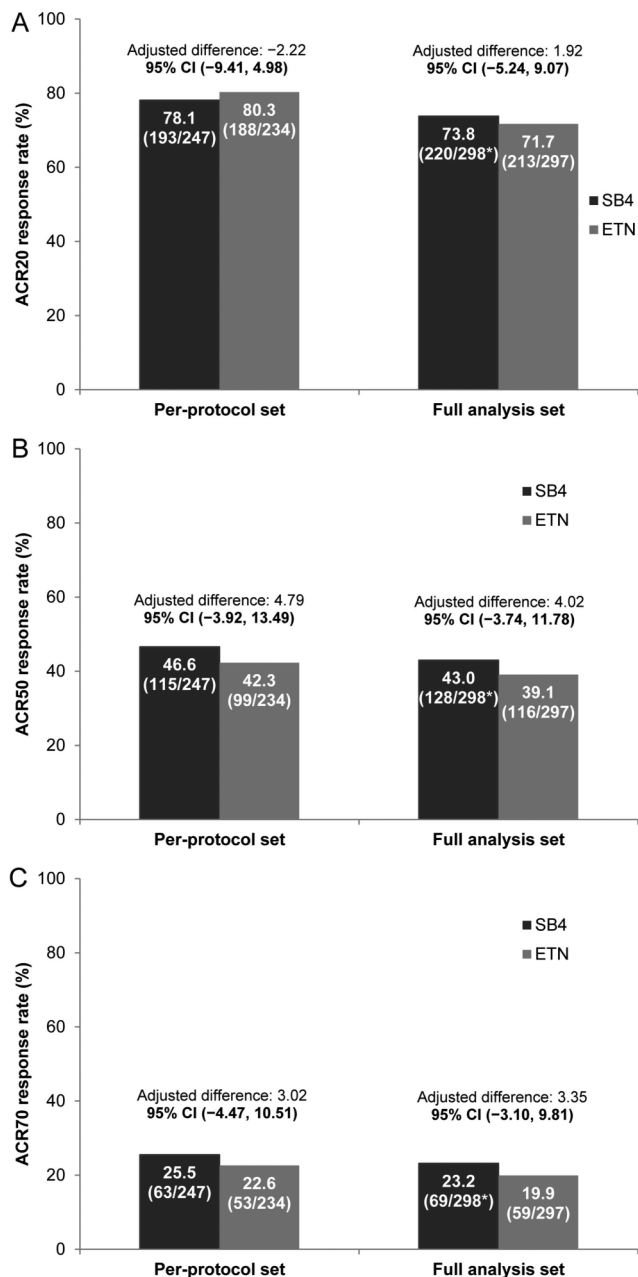 A
ACR20 response rate (%)
100
80
60
40
20
0
Adjusted difference: −2.22
95% CI (−9.41, 4.98)
Adjusted difference: 1.92
95% CI (−5.24, 9.07)
78.1
(193/247)
80.3
(188/234)
73.8
(220/298*)
71.7
(213/297)
SB4
ETN
Per-protocol set
Full analysis set
B
ACR50 response rate (%)
100
80
60
40
20
0
SB4
ETN
Adjusted difference: 4.79
95% CI (−3.92, 13.49)
Adjusted difference: 4.02
95% CI (−3.74, 11.78)
46.6
(115/247)
42.3
(99/234)
43.0
(128/298*)
39.1
(116/297)
Per-protocol set
Full analysis set
C
ACR70 response rate (%)
100
80
60
40
20
0
SB4
ETN
Adjusted difference: 3.02
95% CI (−4.47, 10.51)
Adjusted difference: 3.35
95% CI (−3.10, 9.81)
25.5
(63/247)
22.6
(53/234)
23.2
(69/298*)
19.9
(59/297)
Per-protocol set
Full analysis set